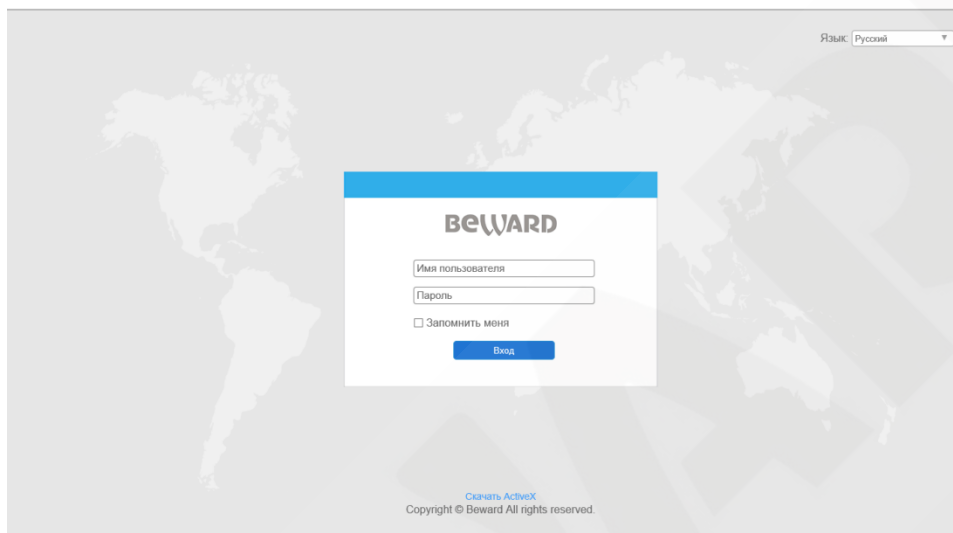 Язык: Русский
BEWARD
Имя пользователя
Пароль
Запомнить меня
Вход
Скачать ActiveX
Copyright © Beward All rights reserved.